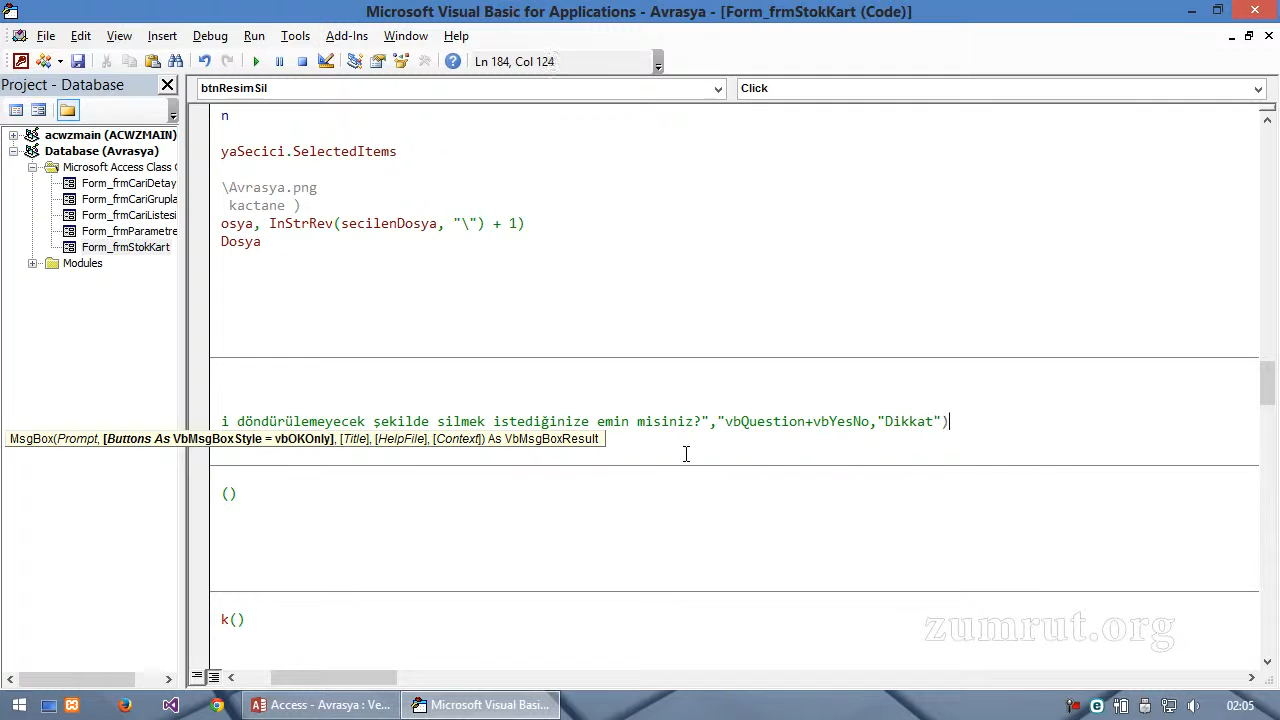 Microsoft Visual Basic for Applications - Avrasya - [Form_frmStokKart (Code)]
File Edit View Insert Debug Run Tools Add-Ins Window Help
Ln 184, Col 124
Project - Database
btnResimSil
Click
acwzmain (ACWZMAIN)
Database (Avrasya)
Microsoft Access Class
Form_frmCariDetay
Form_frmCariGrupla
Form_frmCariListesi
Form_frmParametre
Form_frmStokKart
Modules
n
yaSecici.SelectedItems
\Avrasya.png
kactane )
osya, InStrRev(secilenDosya, "\") + 1)
Dosya
i döndürülemeyecek şekilde silmek istediğinize emin misiniz?","vbQuestion+vbYesNo,"Dikkat")
MsgBox(Prompt, [Buttons As VbMsgBoxStyle = vbOKOnly], [Title], [HelpFile], [Context]) As VbMsgBoxResult
()
k()
zumrut.org
Access - Avrasya : Ve...
Microsoft Visual Basi...
02:05